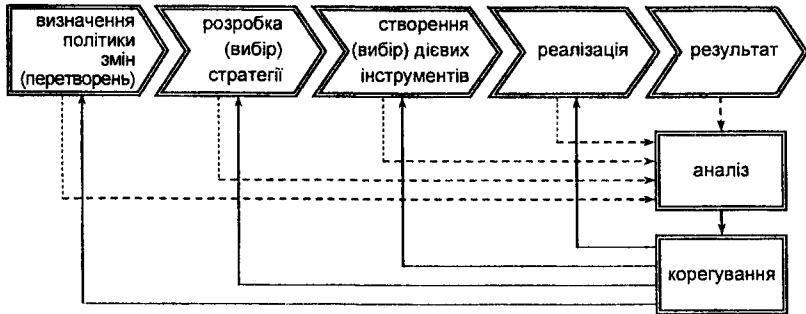 визначення
політики
змін
(перетворень)
розробка
(вибір)
стратегії
створення
(вибір) дієвих
інструментів
реалізація
результат
аналіз
корегування